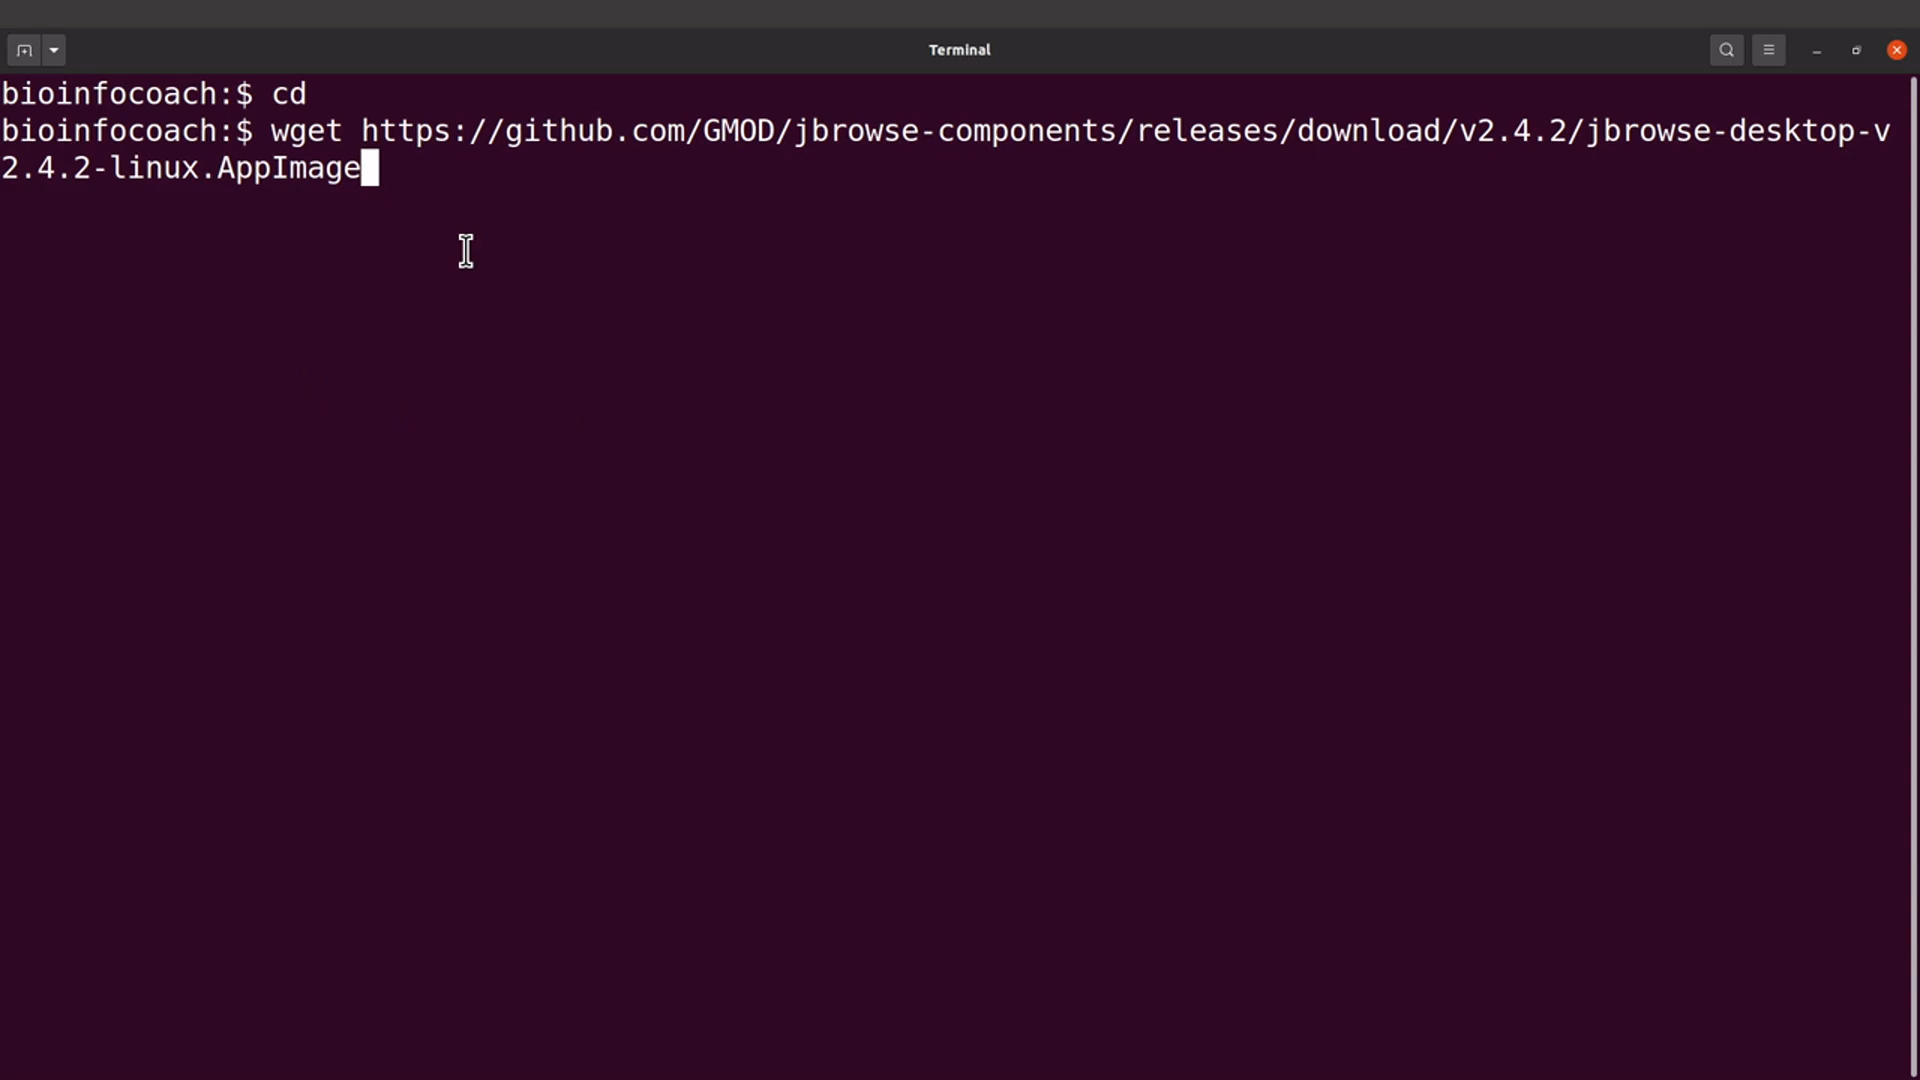 Terminal
bioinfocoach:$ cd
bioinfocoach:$ wget https://github.com/GMOD/jbrowse-components/releases/download/v2.4.2/jbrowse-desktop-v
2.4.2-linux.AppImage